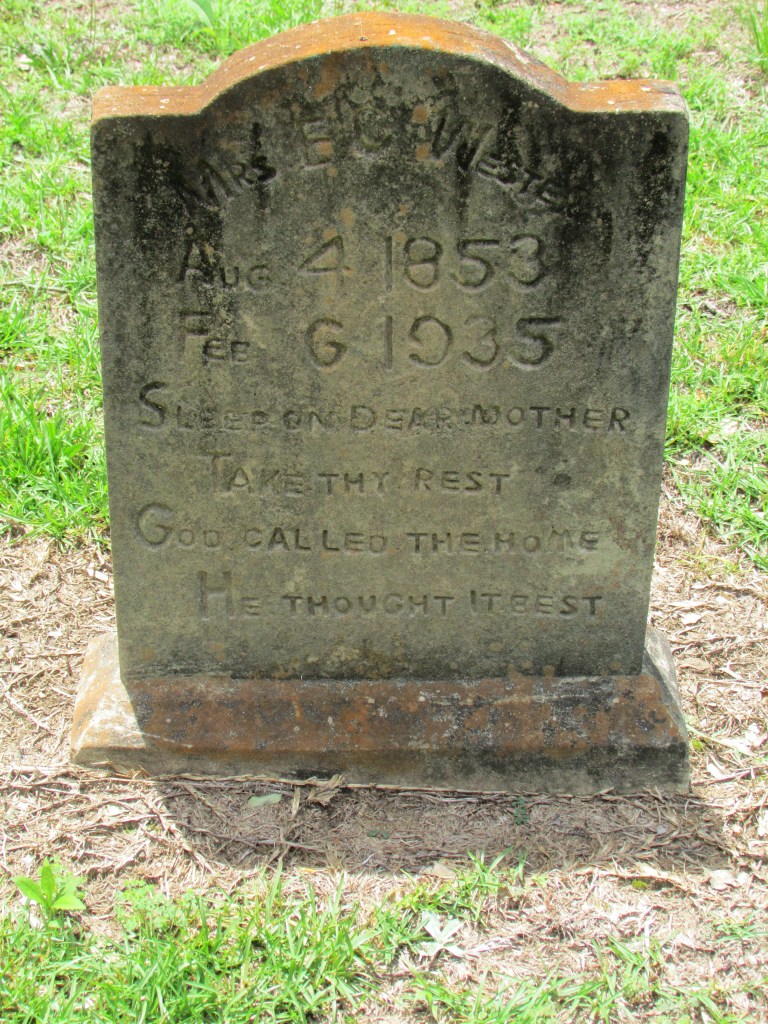 Mrs E C Wester
Aug 4 1853
Feb 6 1935
Sleep on dear mother
Take thy rest
God called the home
He thought it best